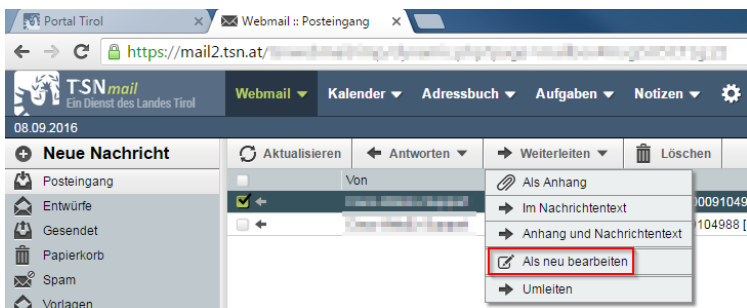 Portal Tirol
Webmail :: Posteingang
https://mail2.tsn.at/
TSNmail
Ein Dienst des Landes Tirol
Webmail Kalender Adressbuch Aufgaben Notizen
08.09.2016
Neue Nachricht
Aktualisieren Antworten Weiterleiten Löschen
Posteingang
Von
Als Anhang
Entwürfe
00091049
Im Nachrichtentext
Gesendet
104988 [
Anhang und Nachrichtentext
Papierkorb
Als neu bearbeiten
Spam
Umleiten
Vorlagen